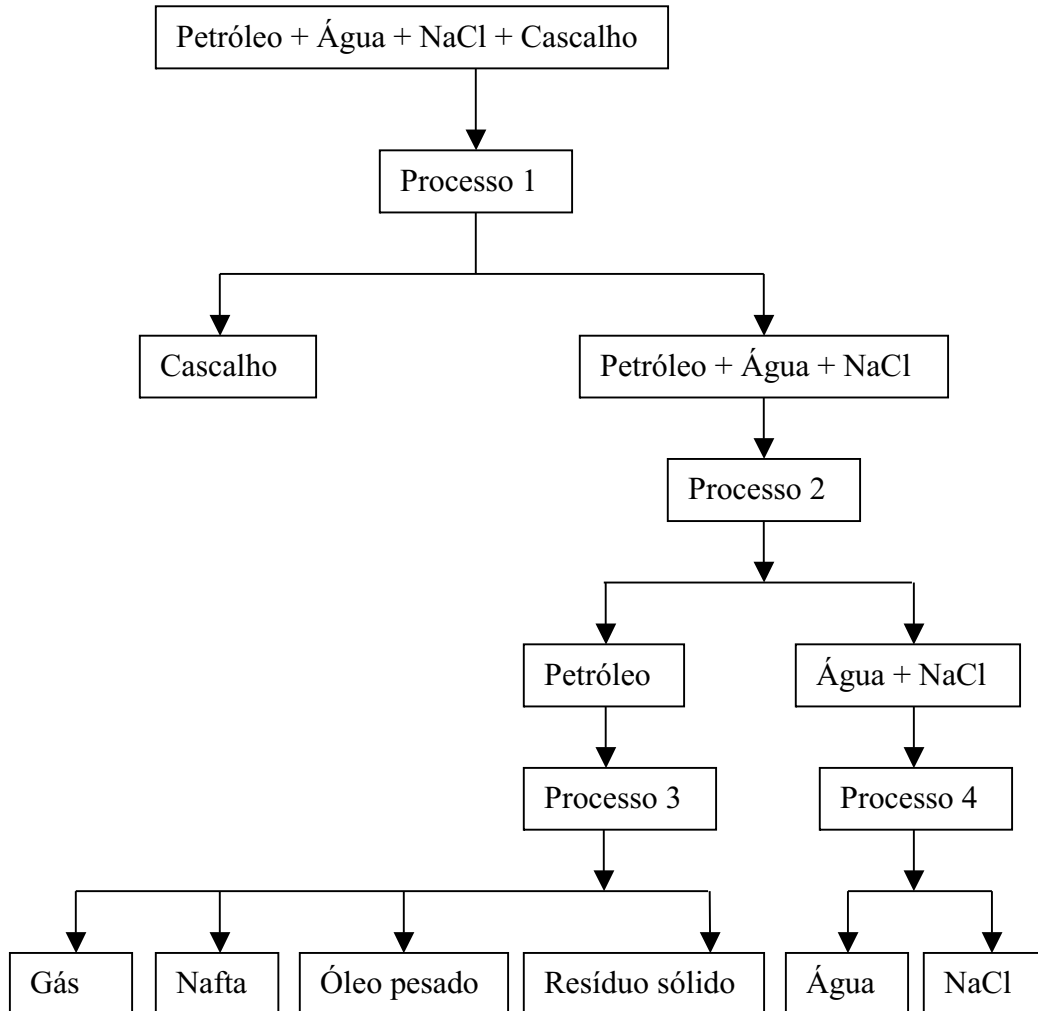 Petróleo + Água + NaCl + Cascalho
Processo 1
Cascalho
Petróleo + Água + NaCl
Processo 2
Petróleo
Água + NaCl
Processo 3
Processo 4
Gás
Nafta
Óleo pesado
Resíduo sólido
Água
NaCl